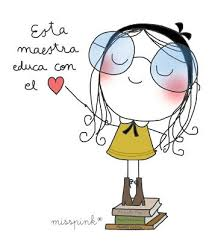 Esta
maestra
educa con
el ❤
misspink*